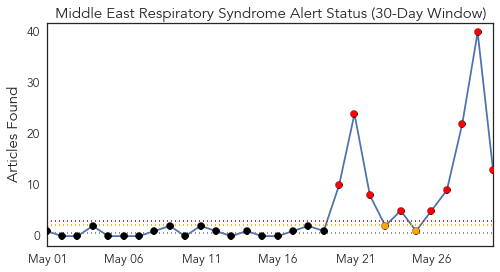 Middle East Respiratory Syndrome Alert Status (30-Day Window)
Articles Found
40
30
20
10
0
May 01 May 06 May 11 May 16 May 21 May 26